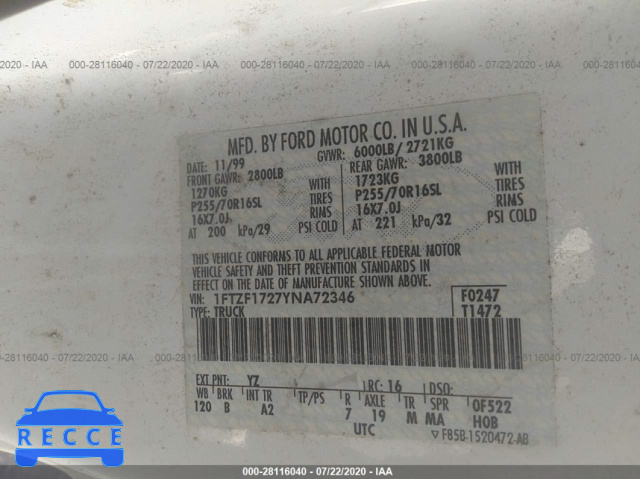 000-28116040 / 07/22/2020 - IAA
MFD. BY FORD MOTOR CO. IN U.S.A.
DATE: 11/99 GVWR: 6000LB/ 2721KG
FRONT GAWR: 2800LB REAR GAWR: 3800LB
1270KG WITH 1723KG WITH
P255/70R16SL TIRES P255/70R16SL TIRES
16X7.0J RIMS 16X7.0J RIMS
AT 200 kPa/29 PSI COLD AT 221 kPa/32 PSI COLD
THIS VEHICLE CONFORMS TO ALL APPLICABLE FEDERAL MOTOR
VEHICLE SAFETY AND THEFT PREVENTION STANDARDS IN
EFFECT ON THE DATE OF MANUFACTURE SHOWN ABOVE.
VIN: 1FTZF1727YNA72346 F0247
TYPE: TRUCK T1472
EXT PNT: YZ RC: 16 DSO:
WB BRK INT TR TP/PS R AXLE TR SPR 0F522
120 B A2 7 19 M MA HOB
UTC ▽ F85B-1520472-AB
000-28116040 / 07/22/2020 - IAA